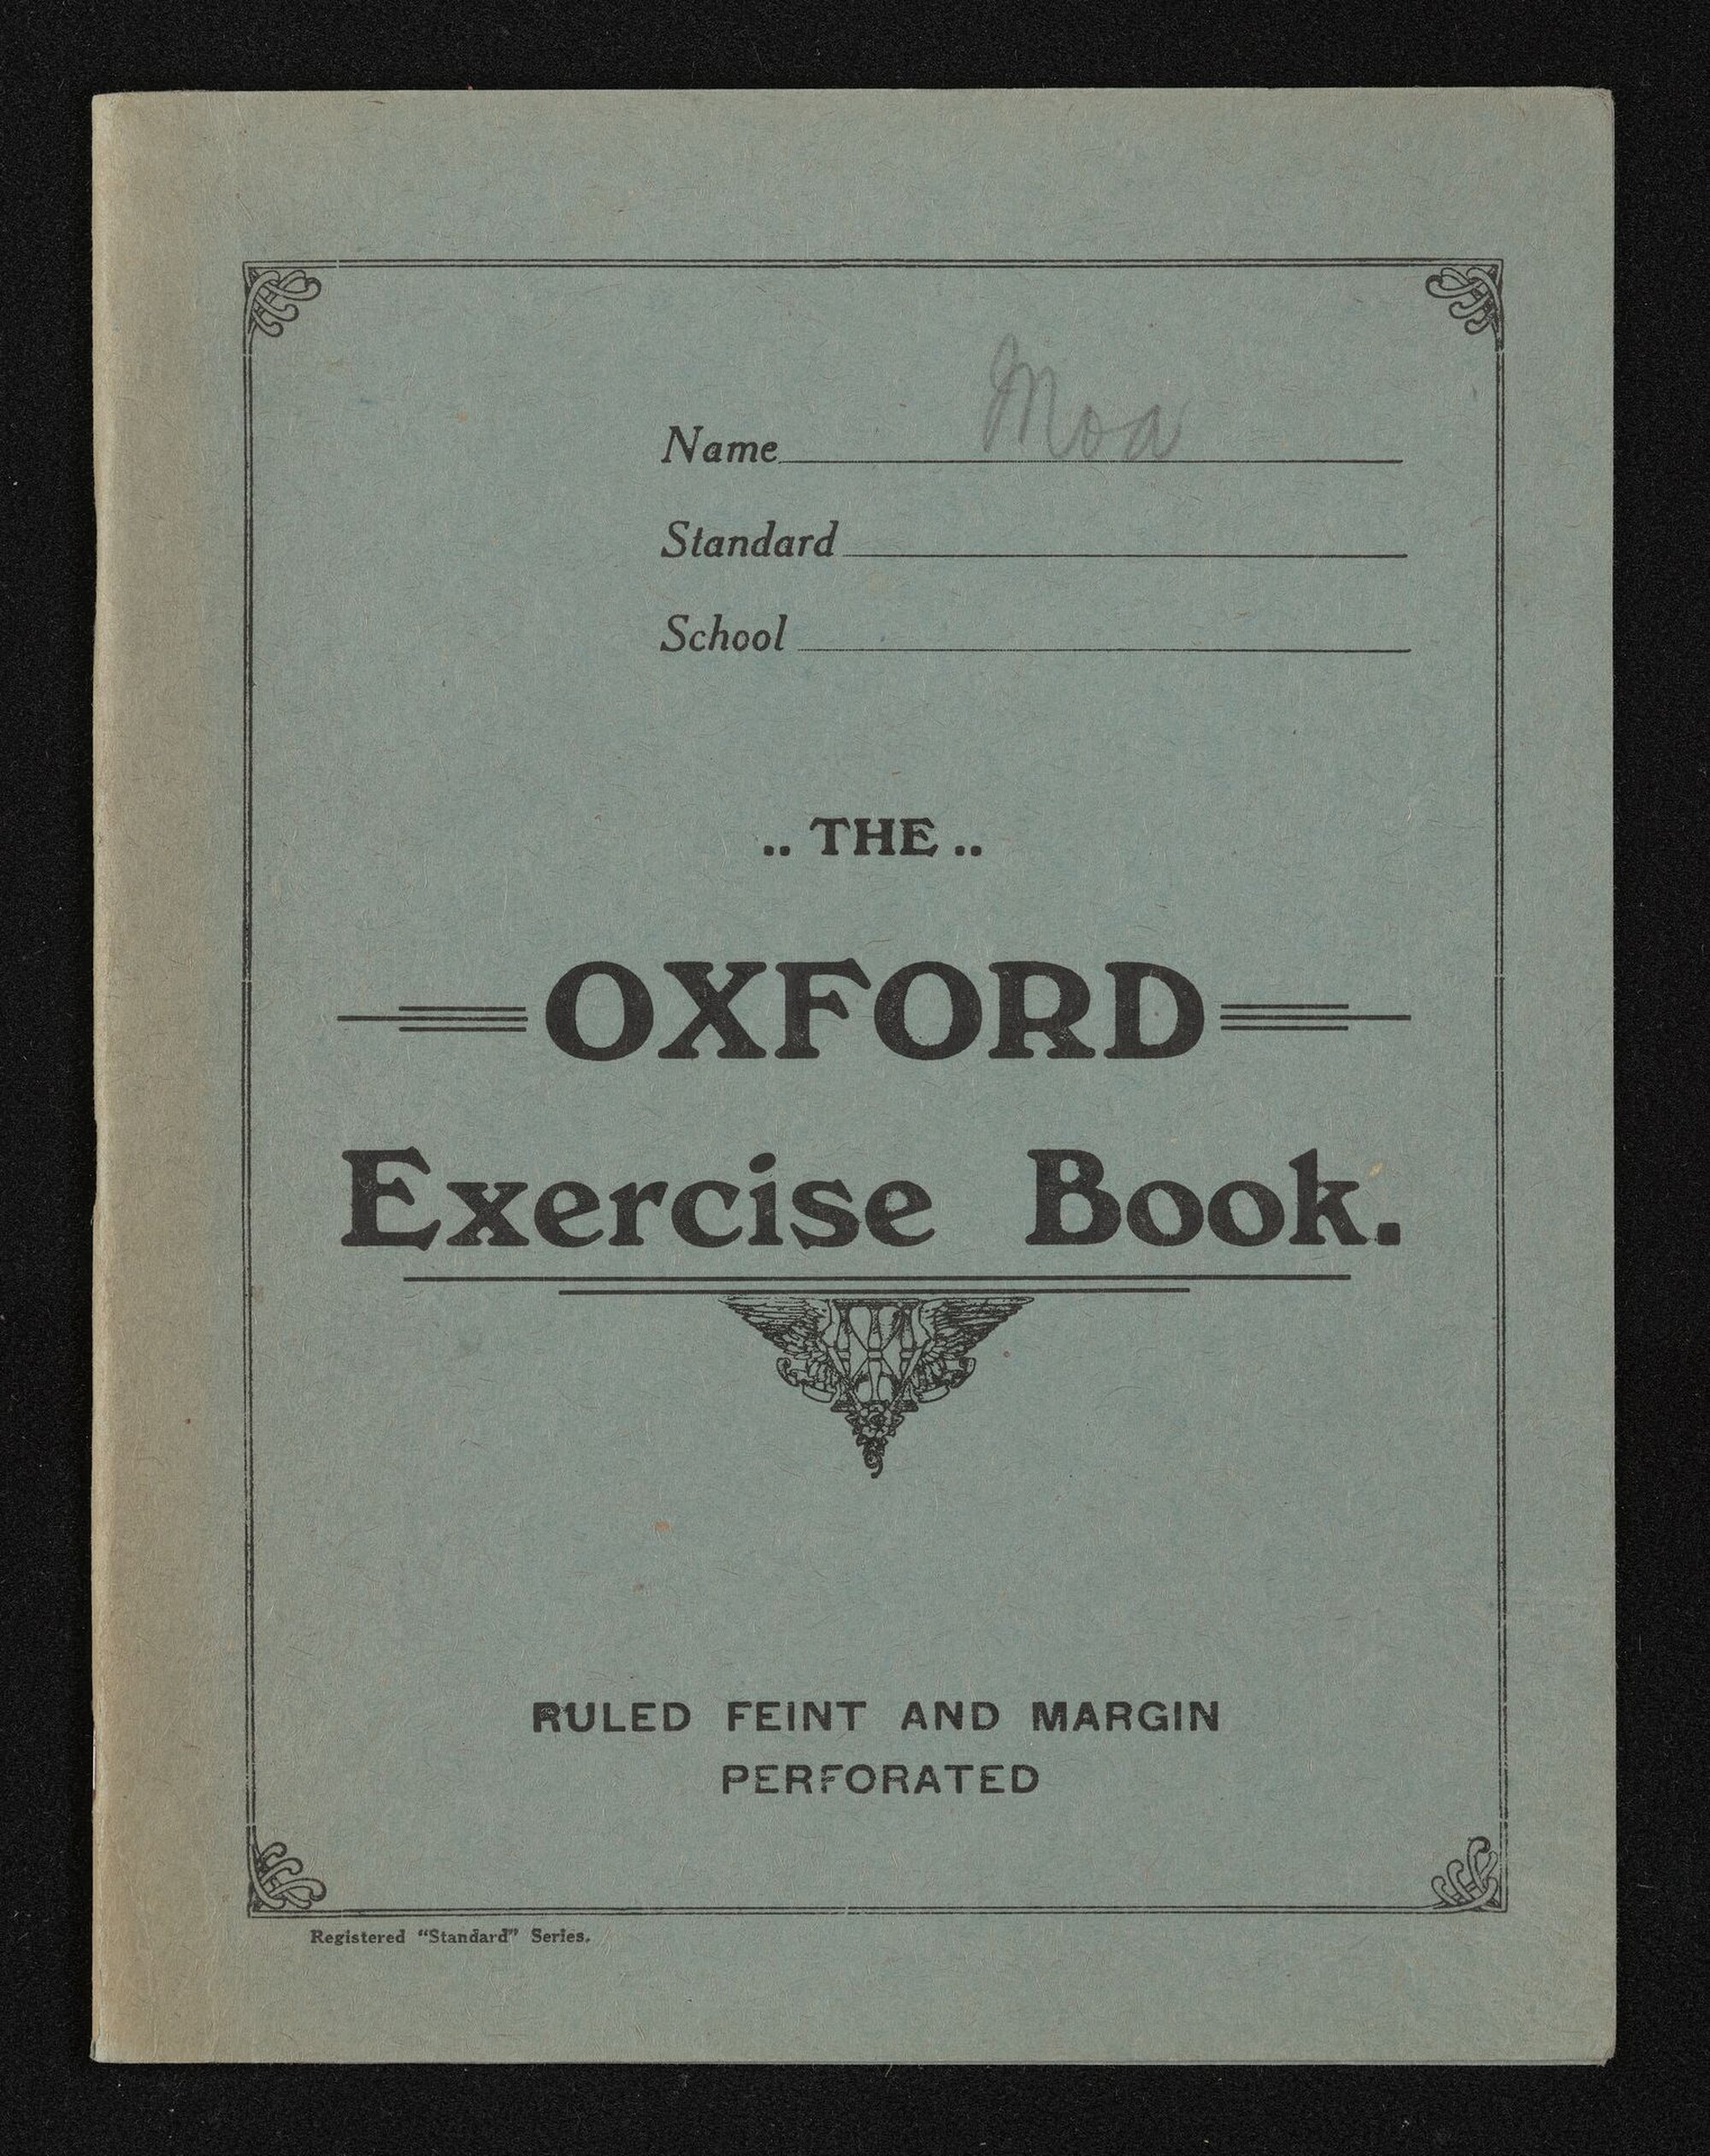 Name Moa
Standard
School
.. THE ..
OXFORD
Exercise Book.
RULED FEINT AND MARGIN
PERFORATED
Registered "Standard" Series.